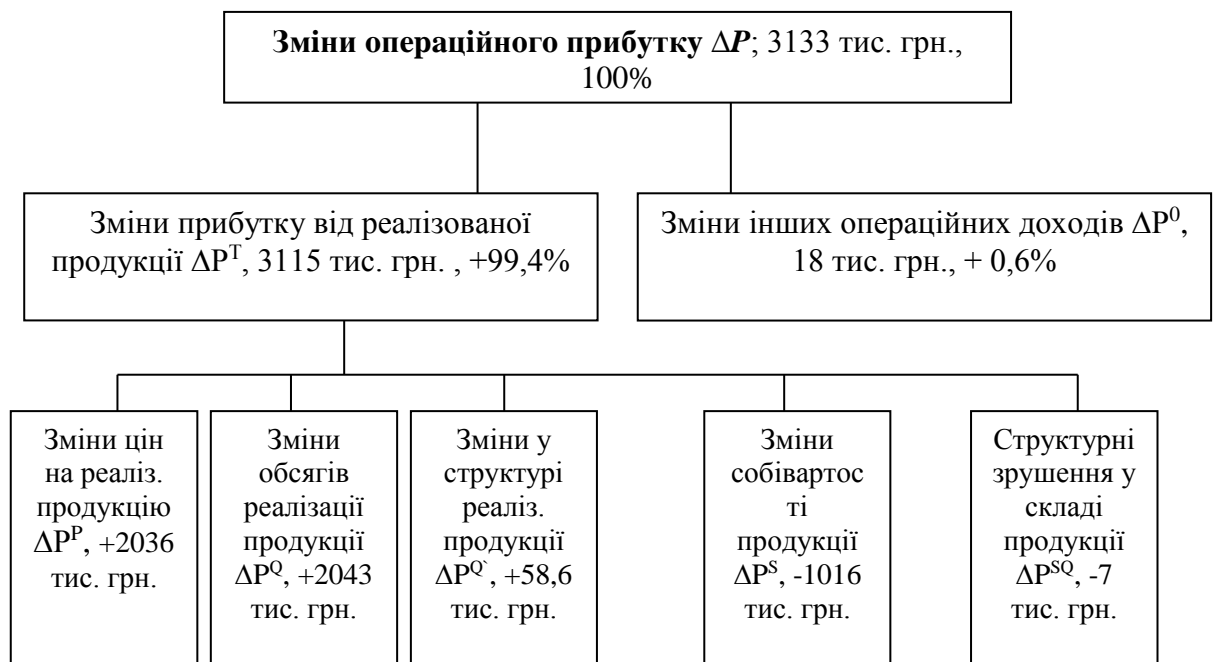 Зміни операційного прибутку ΔP; 3133 тис. грн.,
100%
Зміни прибутку від реалізованої
продукції ΔP^T, 3115 тис. грн. , +99,4%
Зміни інших операційних доходів ΔP^0,
18 тис. грн., + 0,6%
Зміни цін
на реаліз.
продукцію
ΔP^P, +2036
тис. грн.
Зміни
обсягів
реалізації
продукції
ΔP^Q, +2043
тис. грн.
Зміни у
структурі
реліз.
продукції
ΔP^Q`, +58,6
тис. грн.
Зміни
собівартос
ті
продукції
ΔP^S, -1016
тис. грн.
Структурні
зрушення у
складі
продукції
ΔP^SQ, -7
тис. грн.